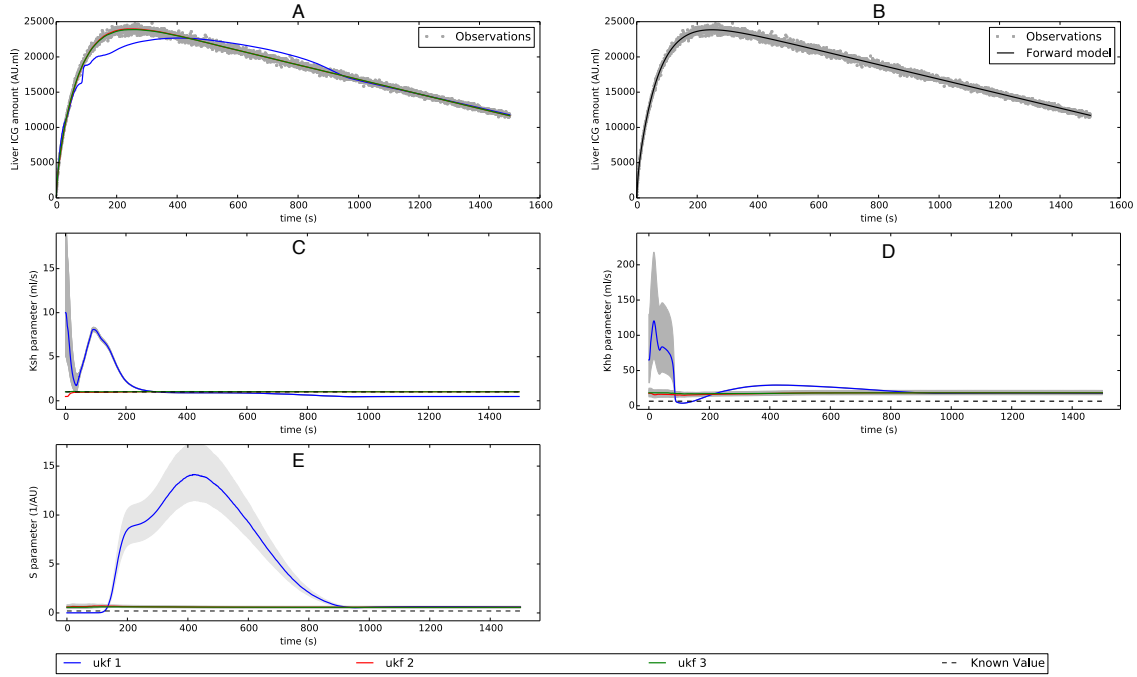 A
Liver ICG amount (AU.ml)
25000
20000
15000
10000
5000
0
Observations
0 200 400 600 800 1000 1200 1400 1600
time (s)
B
Liver ICG amount (AU.ml)
25000
20000
15000
10000
5000
0
Observations
Forward model
0 200 400 600 800 1000 1200 1400 1600
time (s)
C
Ksh parameter (ml/s)
15
10
5
0
0 200 400 600 800 1000 1200 1400
time (s)
D
Khb parameter (ml/s)
200
150
100
50
0
0 200 400 600 800 1000 1200 1400
time (s)
E
S parameter (1/AU)
15
10
5
0
0 200 400 600 800 1000 1200 1400
time (s)
ukf 1 ukf 2 ukf 3 Known Value